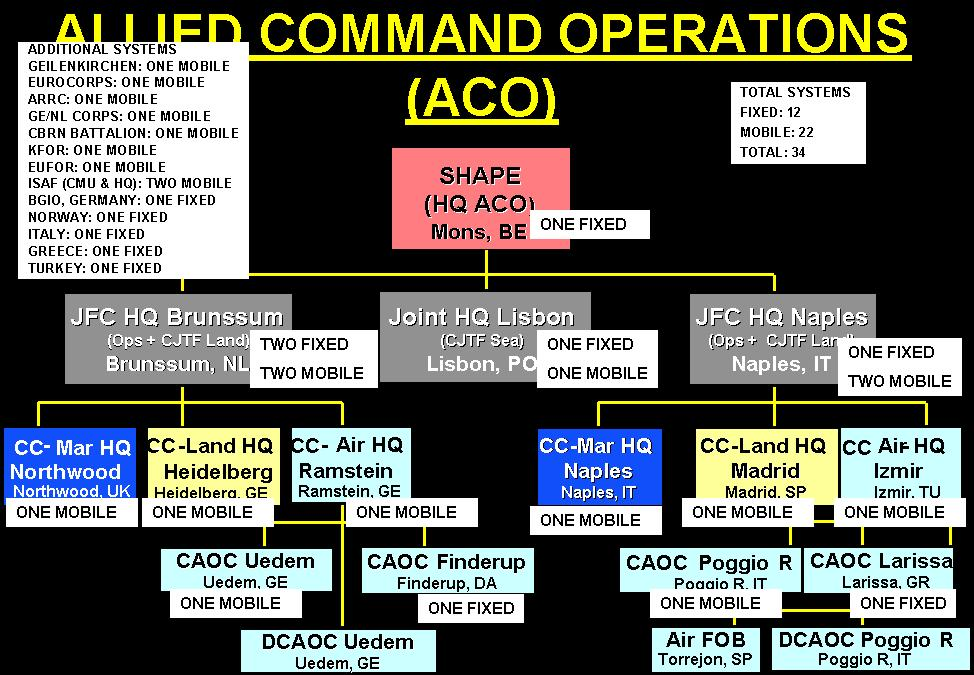 ALLIED COMMAND OPERATIONS
(ACO)
ADDITIONAL SYSTEMS
GEILENKIRCHEN: ONE MOBILE
EUROCORPS: ONE MOBILE
ARRC: ONE MOBILE
GE/NL CORPS: ONE MOBILE
CBRN BATTALION: ONE MOBILE
KFOR: ONE MOBILE
EUFOR: ONE MOBILE
ISAF (CMU & HQ): TWO MOBILE
BGIO, GERMANY: ONE FIXED
NORWAY: ONE FIXED
ITALY: ONE FIXED
GREECE: ONE FIXED
TURKEY: ONE FIXED
TOTAL SYSTEMS
FIXED: 12
MOBILE: 22
TOTAL: 34
SHAPE
(HQ ACO)
Mons, BE
ONE FIXED
JFC HQ Brunssum
(Ops + CJTF Land)
Brunssum, NL
TWO FIXED
TWO MOBILE
Joint HQ Lisbon
(CJTF Sea)
Lisbon, PO
ONE FIXED
ONE MOBILE
JFC HQ Naples
(Ops + CJTF Land)
Naples, IT
ONE FIXED
TWO MOBILE
CC- Mar HQ
Northwood
Northwood, UK
ONE MOBILE
CC-Land HQ
Heidelberg
Heidelberg, GE
ONE MOBILE
CC- Air HQ
Ramstein
Ramstein, GE
ONE MOBILE
CC-Mar HQ
Naples
Naples, IT
ONE MOBILE
CC-Land HQ
Madrid
Madrid, SP
ONE MOBILE
CC Air-HQ
Izmir
Izmir, TU
ONE MOBILE
CAOC Uedem
Uedem, GE
ONE MOBILE
CAOC Finderup
Finderup, DA
ONE FIXED
CAOC Poggio R
Poggio R, IT
ONE MOBILE
CAOC Larissa
Larissa, GR
ONE FIXED
DCAOC Uedem
Uedem, GE
Air FOB
Torrejon, SP
DCAOC Poggio R
Poggio R, IT